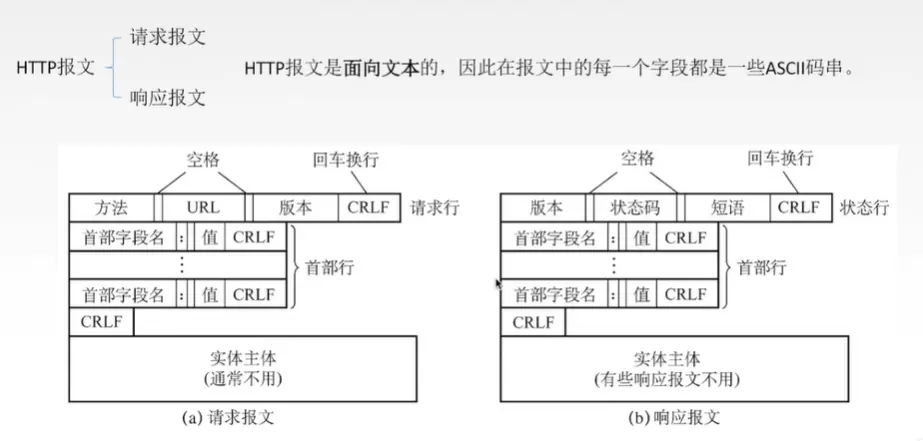 请求报文
HTTP报文
HTTP报文是面向文本的，因此在报文中的每一个字段都是一些ASCII码串。
响应报文
空格 回车换行
方法 URL 版本 CRLF 请求行
首部字段名 : 值 CRLF
⋮ 首部行
首部字段名 : 值 CRLF
CRLF
实体主体
(通常不用)
(a) 请求报文
空格 回车换行
版本 状态码 短语 CRLF 状态行
首部字段名 : 值 CRLF
⋮ 首部行
首部字段名 : 值 CRLF
CRLF
实体主体
(有些响应报文不用)
(b) 响应报文